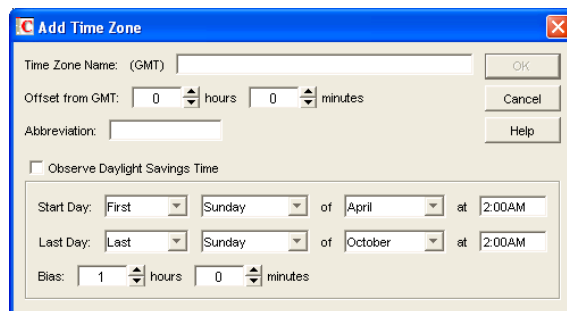 C Add Time Zone
Time Zone Name: (GMT) OK
Offset from GMT: 0 hours 0 minutes Cancel
Abbreviation: Help
Observe Daylight Savings Time
Start Day: First Sunday of April at 2:00AM
Last Day: Last Sunday of October at 2:00AM
Bias: 1 hours 0 minutes